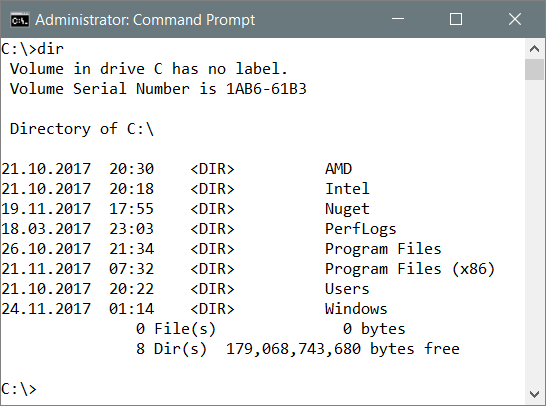 Administrator: Command Prompt
C:\>dir
Volume in drive C has no label.
Volume Serial Number is 1AB6-61B3
Directory of C:\
21.10.2017  20:30    <DIR>          AMD
21.10.2017  20:18    <DIR>          Intel
19.11.2017  17:55    <DIR>          Nuget
18.03.2017  23:03    <DIR>          PerfLogs
26.10.2017  21:34    <DIR>          Program Files
21.11.2017  07:32    <DIR>          Program Files (x86)
21.10.2017  20:22    <DIR>          Users
24.11.2017  01:14    <DIR>          Windows
0 File(s)              0 bytes
8 Dir(s)  179,068,743,680 bytes free
C:\>